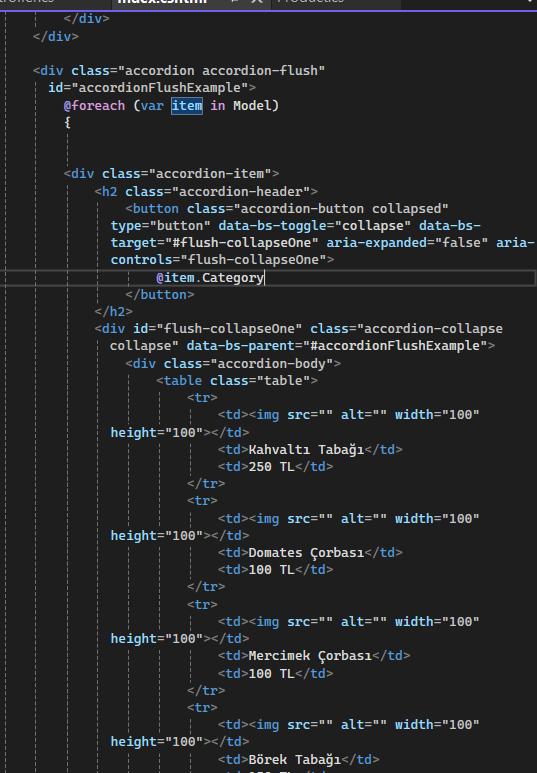 Index.cshtml
</div>
</div>
<div class="accordion accordion-flush"
id="accordionFlushExample">
@foreach (var item in Model)
{
<div class="accordion-item">
<h2 class="accordion-header">
<button class="accordion-button collapsed"
type="button" data-bs-toggle="collapse" data-bs-
target="#flush-collapseOne" aria-expanded="false" aria-
controls="flush-collapseOne">
@item.Category
</button>
</h2>
<div id="flush-collapseOne" class="accordion-collapse
collapse" data-bs-parent="#accordionFlushExample">
<div class="accordion-body">
<table class="table">
<tr>
<td><img src="" alt="" width="100"
height="100"></td>
<td>Kahvaltı Tabağı</td>
<td>250 TL</td>
</tr>
<tr>
<td><img src="" alt="" width="100"
height="100"></td>
<td>Domates Çorbası</td>
<td>100 TL</td>
</tr>
<tr>
<td><img src="" alt="" width="100"
height="100"></td>
<td>Mercimek Çorbası</td>
<td>100 TL</td>
</tr>
<tr>
<td><img src="" alt="" width="100"
height="100"></td>
<td>Börek Tabağı</td>